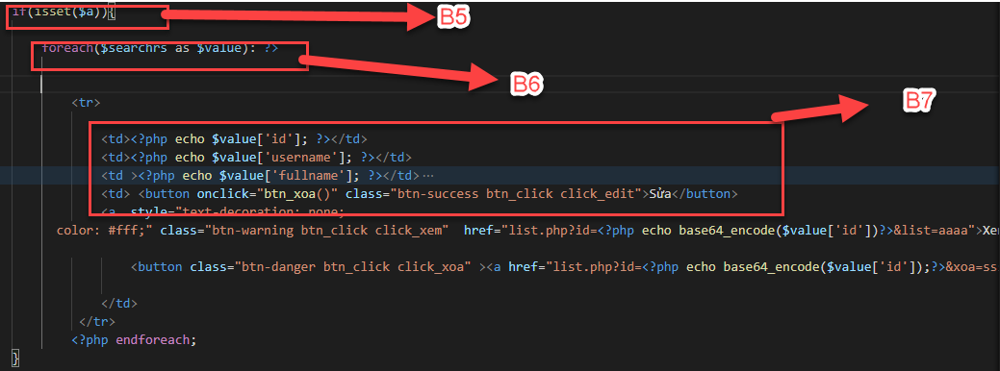 if(isset($a)){
B5
foreach($searchrs as $value): ?>
B6
B7
<tr>
<td><?php echo $value['id']; ?></td>
<td><?php echo $value['username']; ?></td>
<td ><?php echo $value['fullname']; ?></td>…
<td> <button onclick="btn_xoa()" class="btn-success btn_click click_edit">Sửa</button>
<a style="text-decoration: none;
color: #fff;" class="btn-warning btn_click click_xem" href="list.php?id=<?php echo base64_encode($value['id'])?>&list=aaaa">Xem
<button class="btn-danger btn_click click_xoa" ><a href="list.php?id=<?php echo base64_encode($value['id']);?>&xoa=ss
</td>
</tr>
<?php endforeach;
}